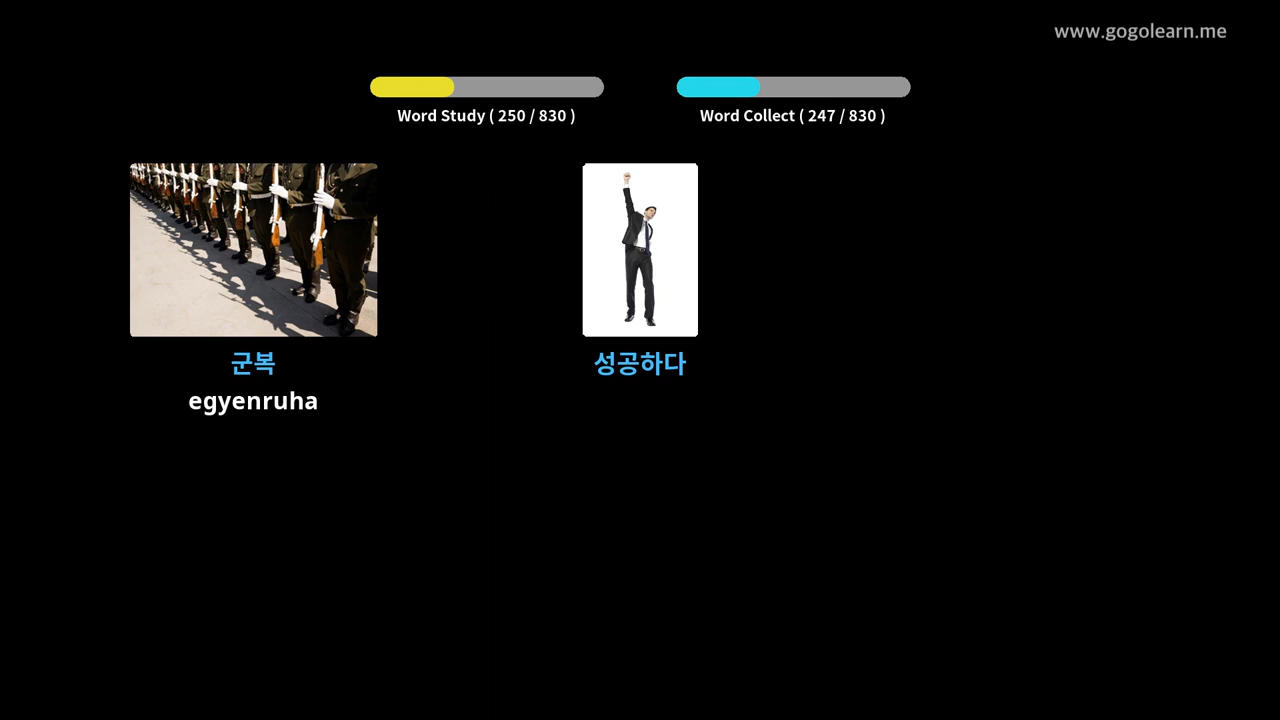 www.gogolearn.me
Word Study ( 250 / 830 )
Word Collect ( 247 / 830 )
군복
egyenruha
성공하다